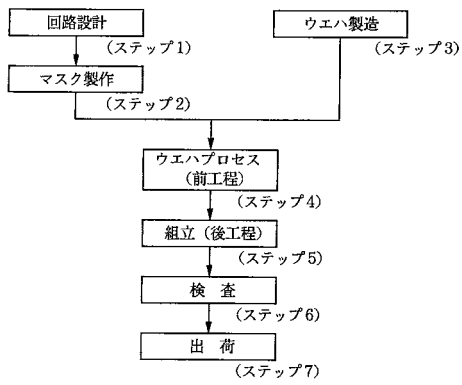 回路設計
(ステップ1)
マスク製作
(ステップ2)
ウエハ製造
(ステップ3)
ウエハプロセス
(前工程)
(ステップ4)
組立(後工程)
(ステップ5)
検 査
(ステップ6)
出 荷
(ステップ7)